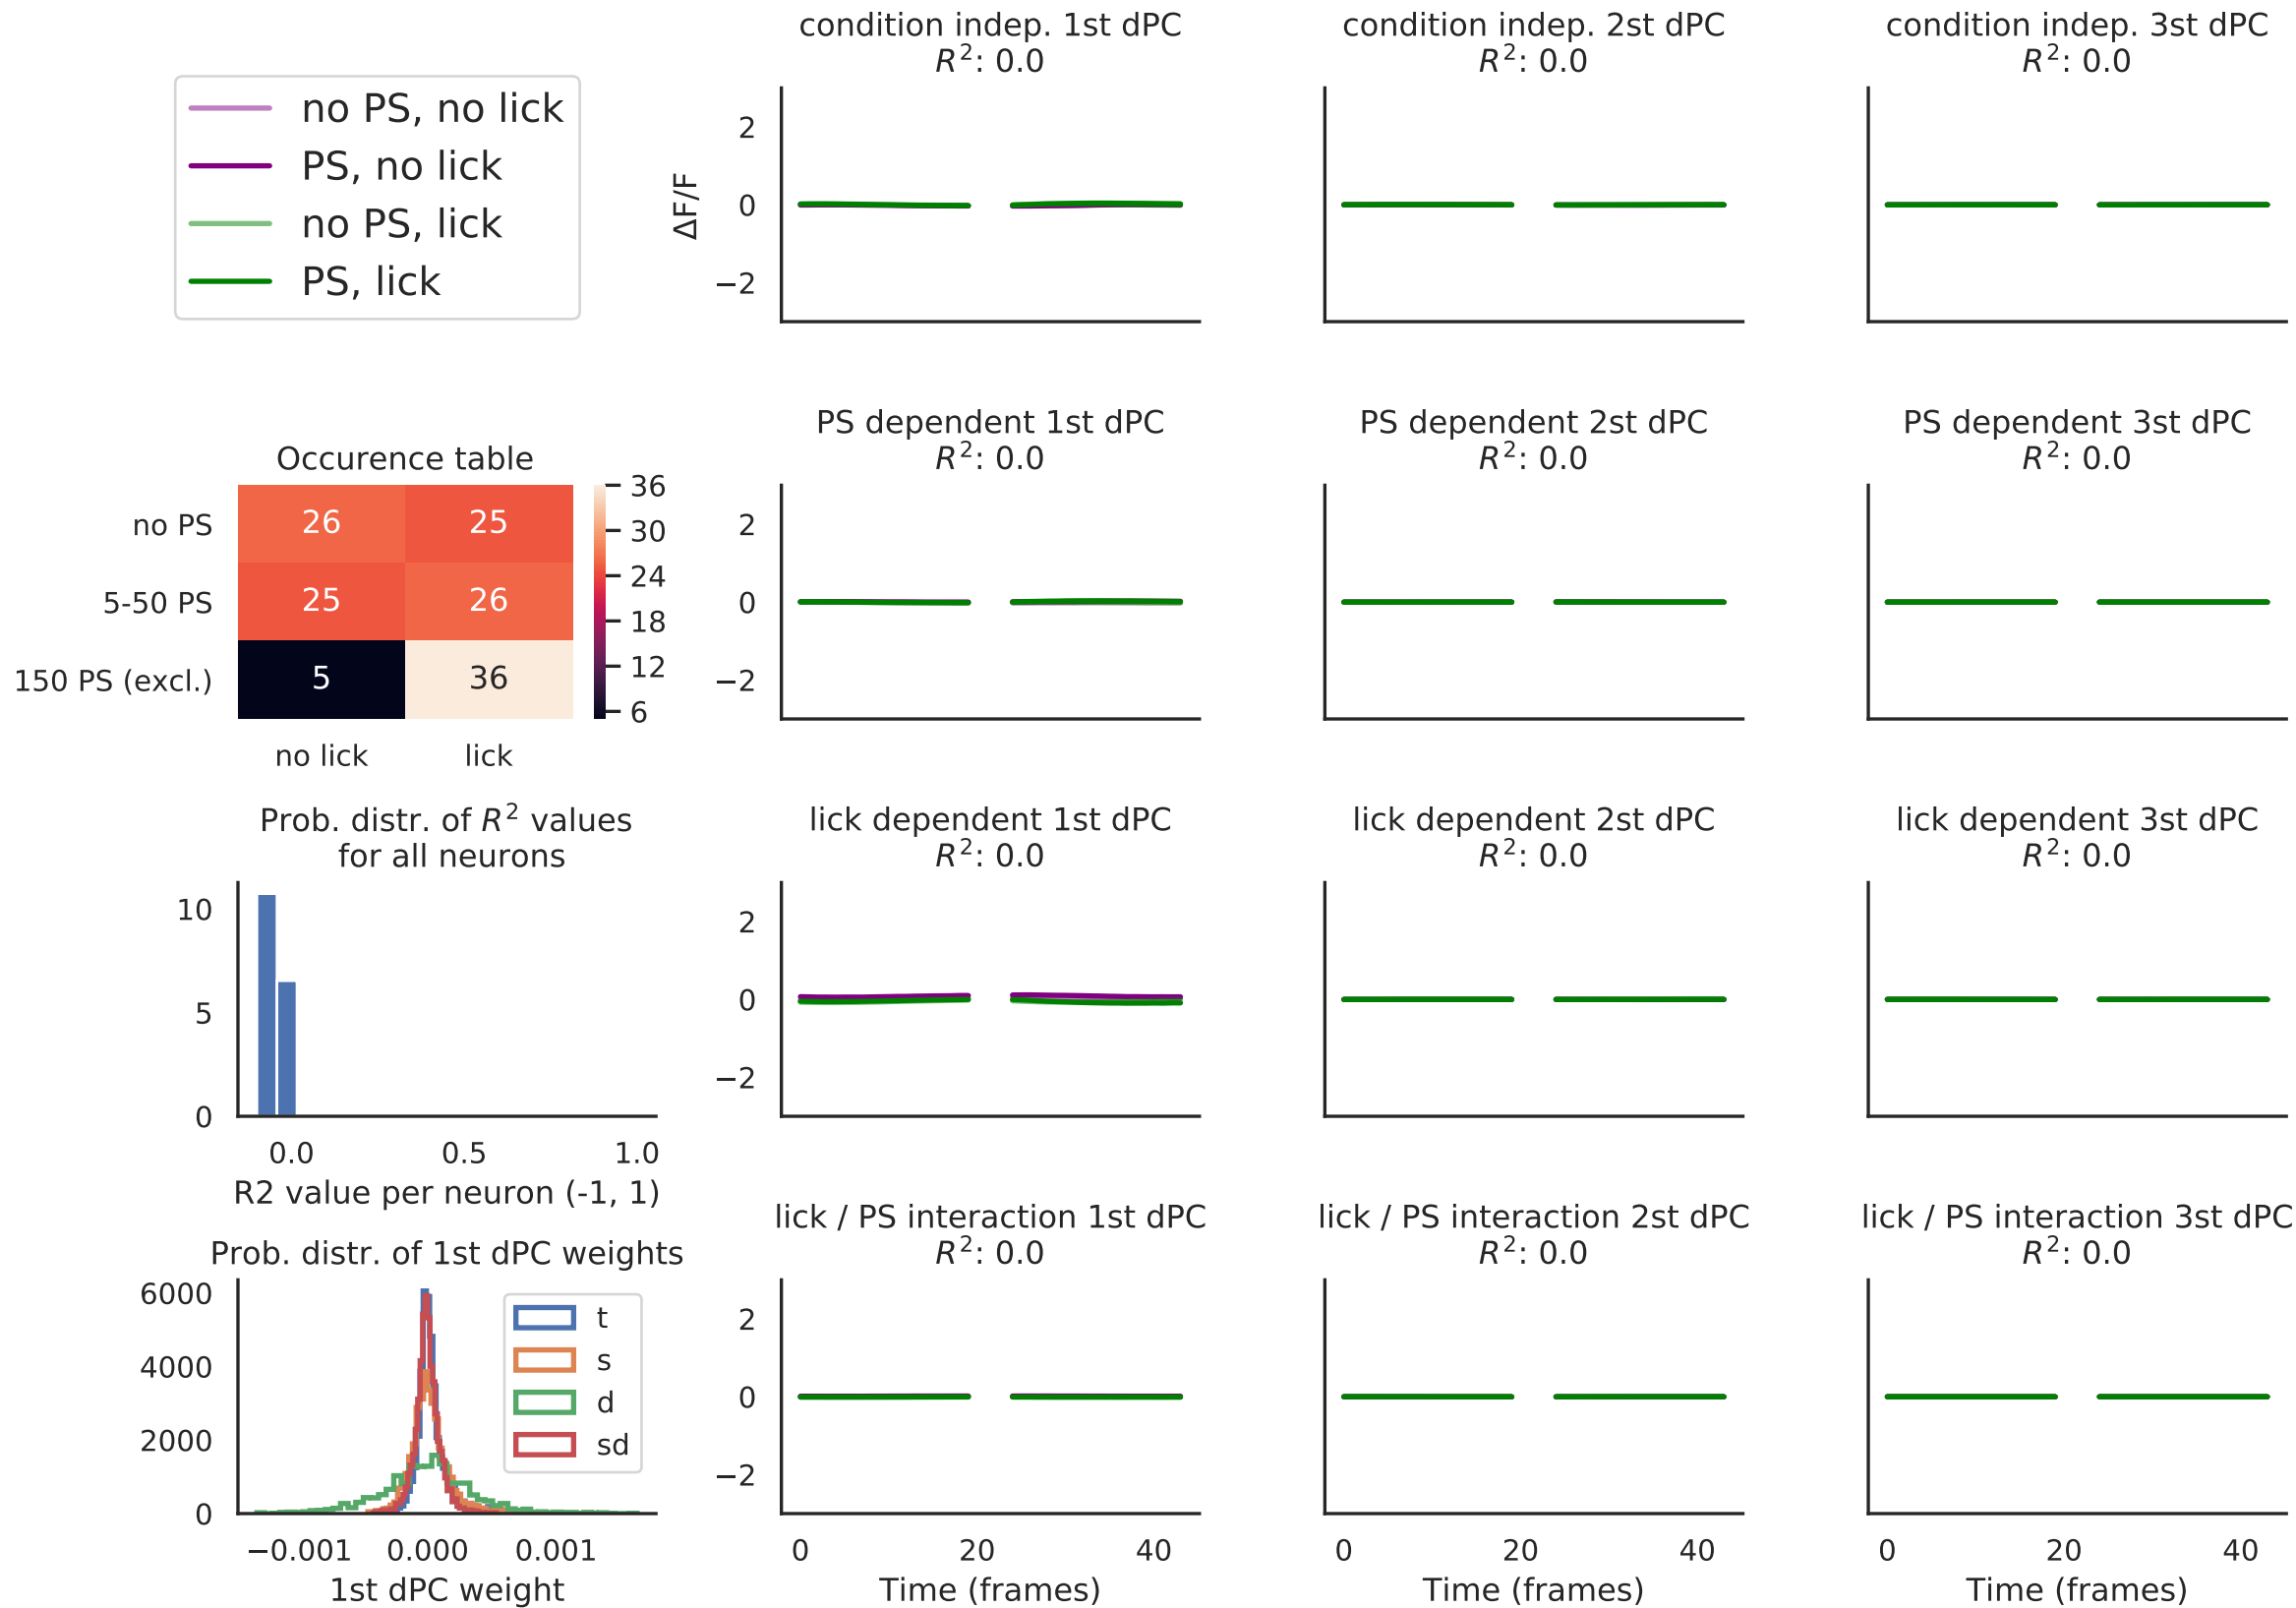 no PS, no lick
PS, no lick
no PS, lick
PS, lick
condition indep. 1st dPC
R²: 0.0
2
0
−2
ΔF/F
condition indep. 2st dPC
R²: 0.0
condition indep. 3st dPC
R²: 0.0
Occurence table
no PS
5-50 PS
150 PS (excl.)
26 25
25 26
5 36
no lick lick
36
30
24
18
12
6
PS dependent 1st dPC
R²: 0.0
2
0
−2
PS dependent 2st dPC
R²: 0.0
PS dependent 3st dPC
R²: 0.0
Prob. distr. of R² values
for all neurons
10
5
0
0.0 0.5 1.0
R2 value per neuron (-1, 1)
lick dependent 1st dPC
R²: 0.0
2
0
−2
lick dependent 2st dPC
R²: 0.0
lick dependent 3st dPC
R²: 0.0
Prob. distr. of 1st dPC weights
6000
4000
2000
0
t
s
d
sd
−0.001 0.000 0.001
1st dPC weight
lick / PS interaction 1st dPC
R²: 0.0
2
0
−2
0 20 40
Time (frames)
lick / PS interaction 2st dPC
R²: 0.0
0 20 40
Time (frames)
lick / PS interaction 3st dPC
R²: 0.0
0 20 40
Time (frames)